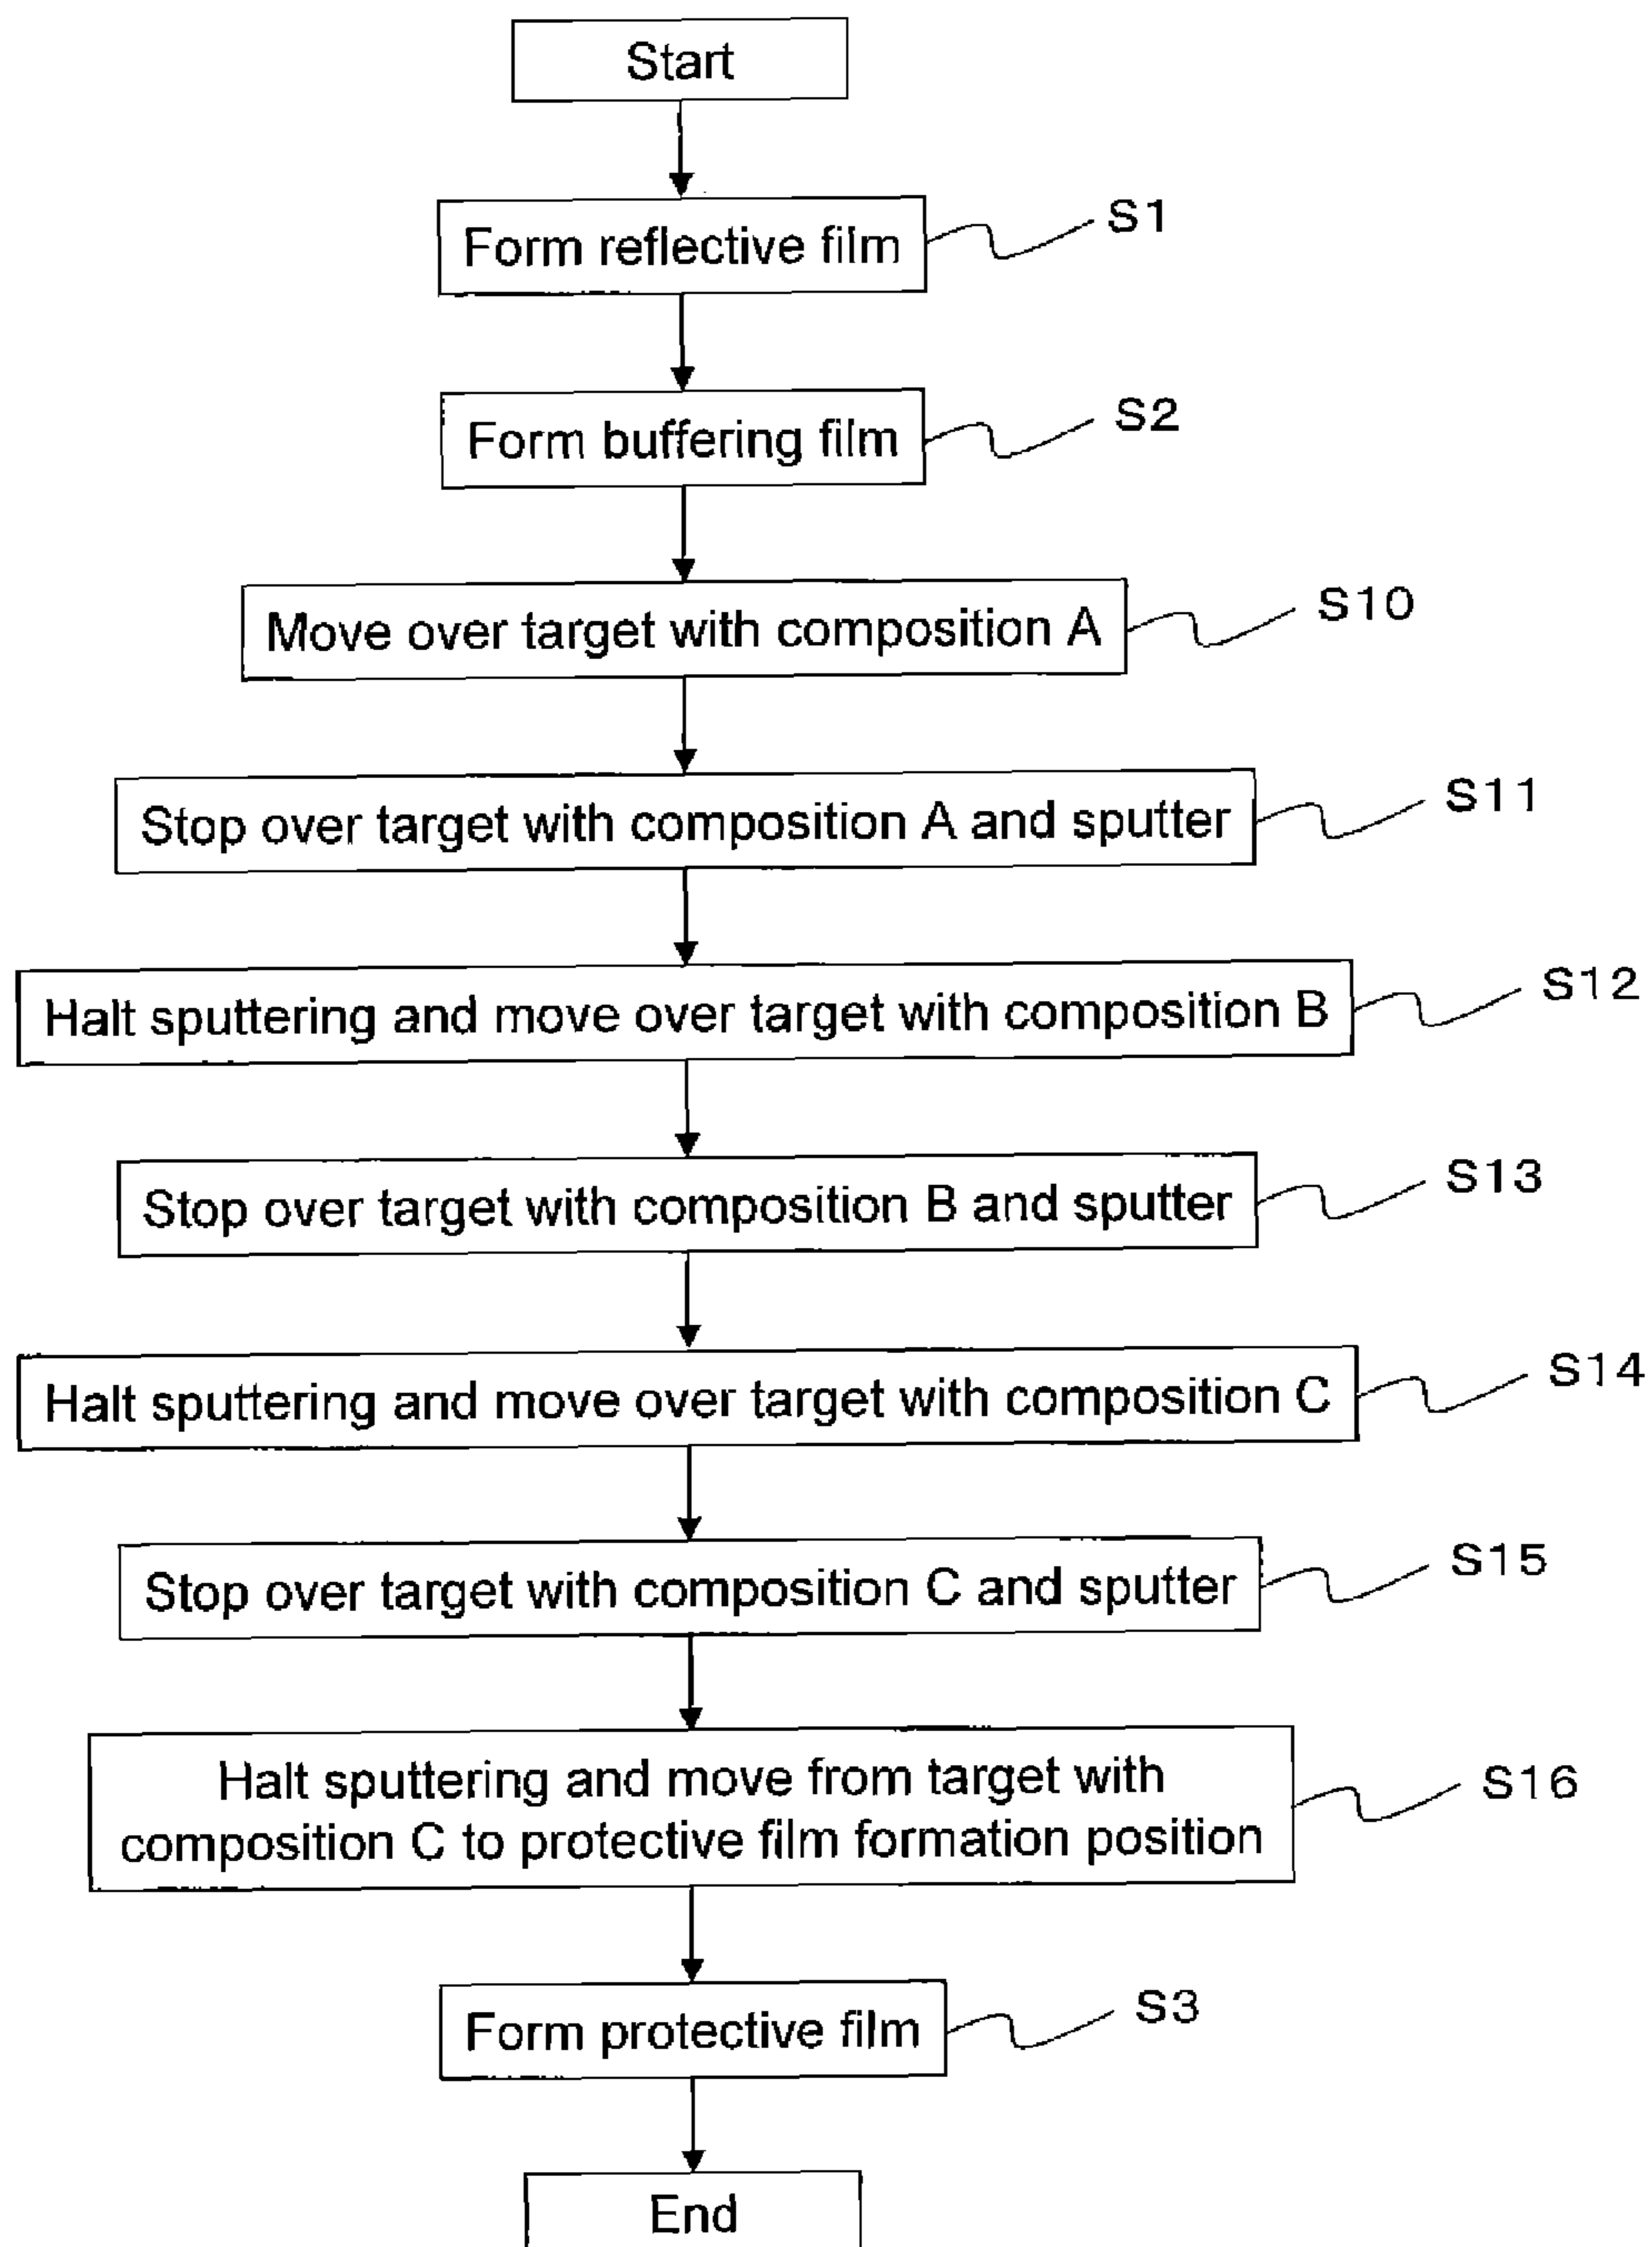 Start
Form reflective film
S1
Form buffering film
S2
Move over target with composition A
S10
Stop over target with composition A and sputter
S11
Halt sputtering and move over target with composition B
S12
Stop over target with composition B and sputter
S13
Halt sputtering and move over target with composition C
S14
Stop over target with composition C and sputter
S15
Halt sputtering and move from target with
composition C to protective film formation position
S16
Form protective film
S3
End